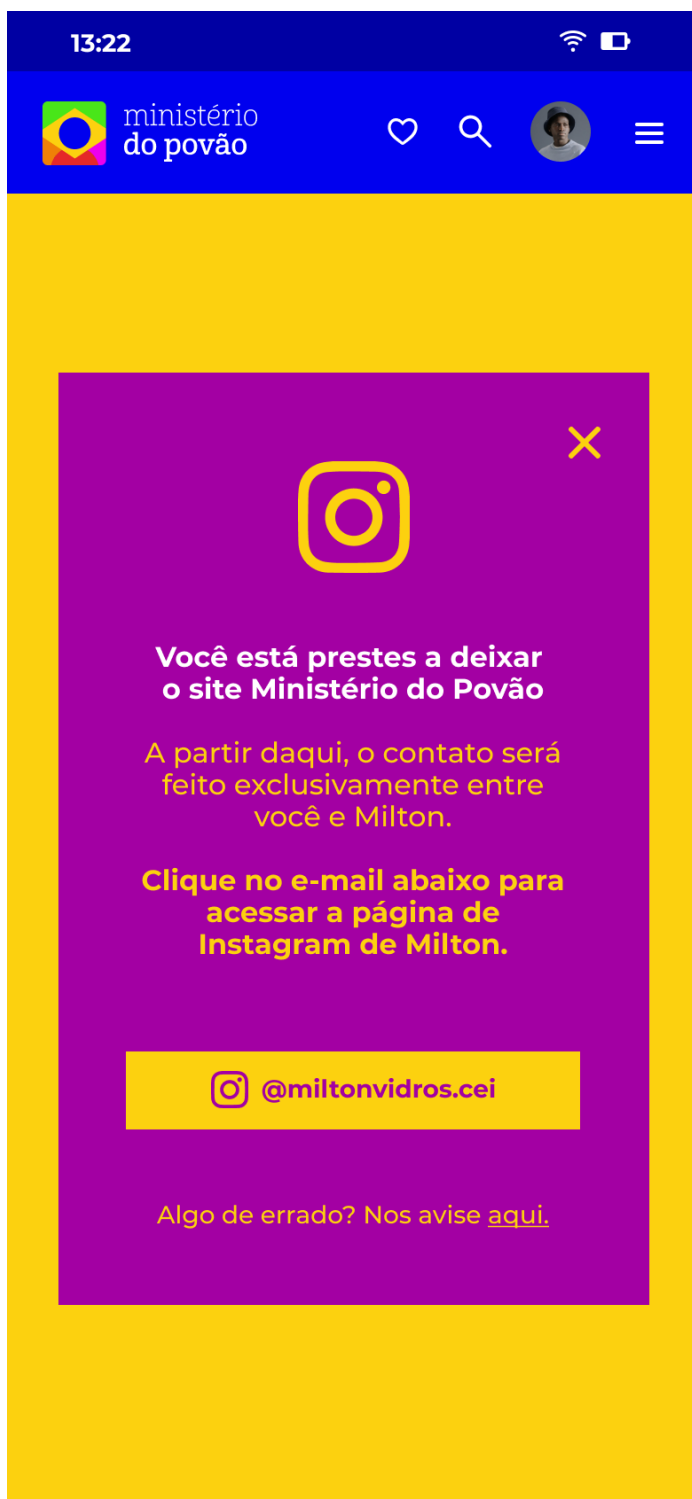 13:22
ministério
do povão
Você está prestes a deixar
o site Ministério do Povão
A partir daqui, o contato será
feito exclusivamente entre
você e Milton.
Clique no e-mail abaixo para
acessar a página de
Instagram de Milton.
@miltonvidros.cei
Algo de errado? Nos avise aqui.